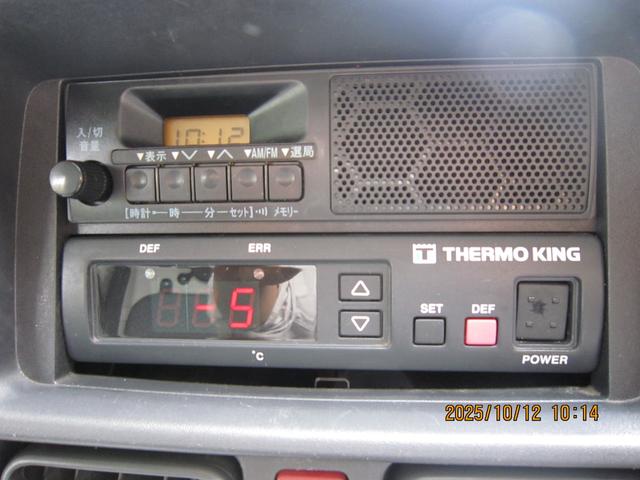 入/切
音量
10:12
▼表示 ▼ ▼ ▼AM/FM ▼選局
[時計 時 分 セット] メモリー
DEF ERR
THERMO KING
-5
SET DEF
°C
POWER
2025/10/12 10:14